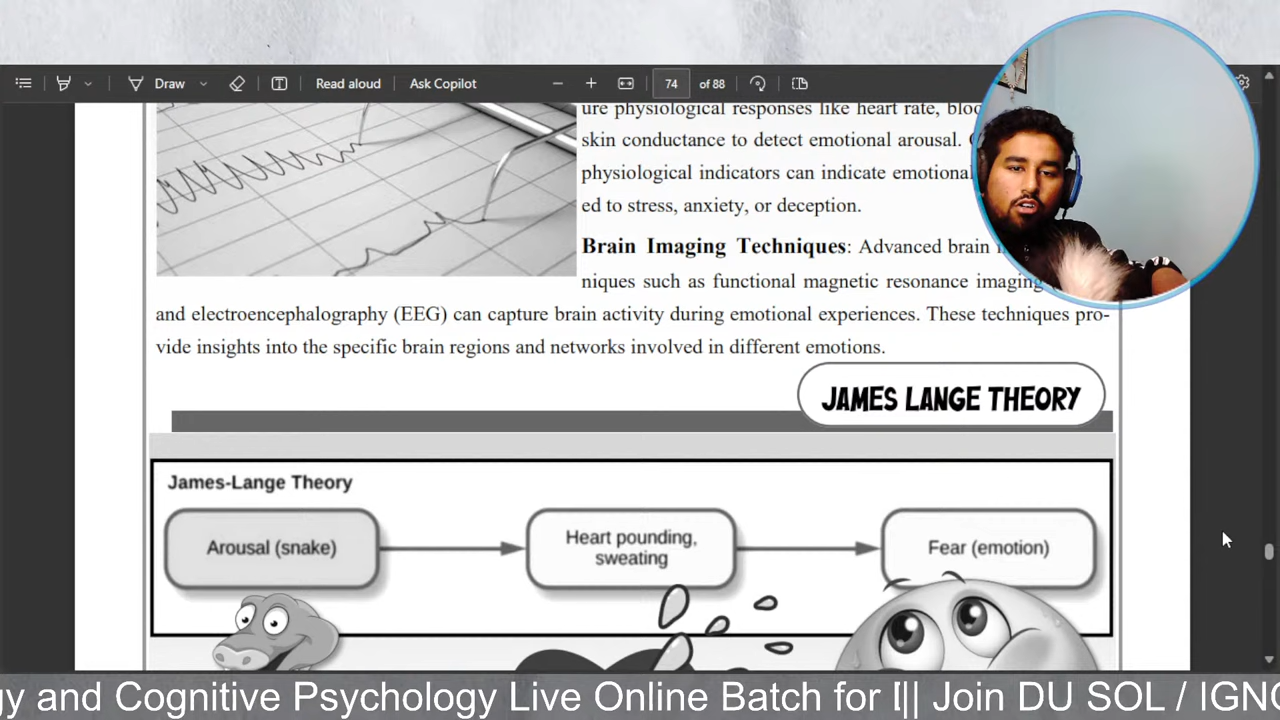 Draw
Read aloud
Ask Copilot
74 of 88
ure physiological responses like heart rate,
skin conductance to detect emotional arousal.
physiological indicators can indicate emotional
ed to stress, anxiety, or deception.
Brain Imaging Techniques: Advanced brain
niques such as functional magnetic resonance imaging
and electroencephalography (EEG) can capture brain activity during emotional experiences. These techniques pro-
vide insights into the specific brain regions and networks involved in different emotions.
JAMES LANGE THEORY
James-Lange Theory
Arousal (snake)
Heart pounding,
sweating
Fear (emotion)
gy and Cognitive Psychology Live Online Batch for || Join DU SOL / IGNO